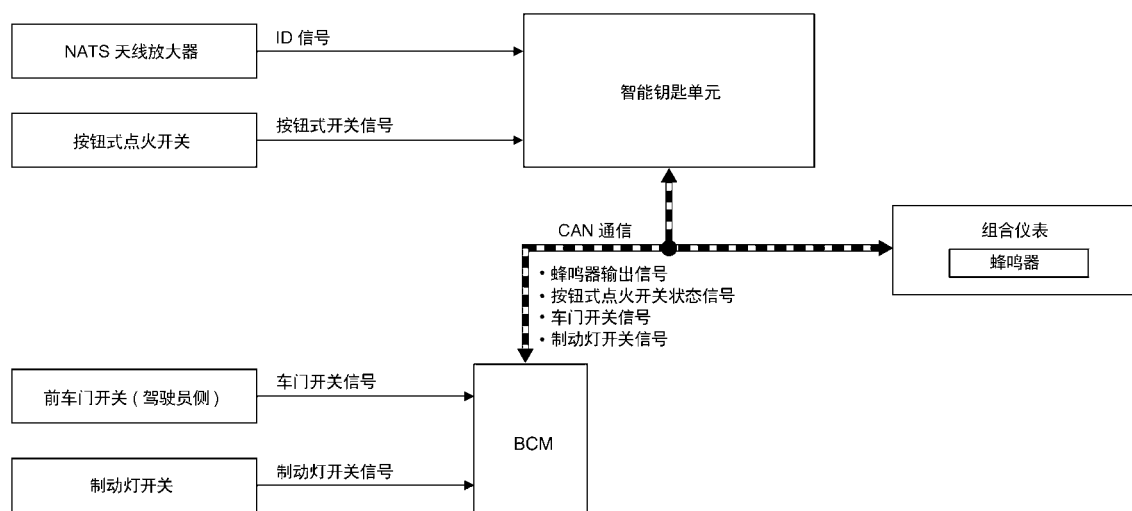 NATS 天线放大器
ID 信号
智能钥匙单元
按钮式点火开关
按钮式开关信号
CAN 通信
组合仪表
蜂鸣器
・蜂鸣器输出信号
・按钮式点火开关状态信号
・车门开关信号
・制动灯开关信号
前车门开关 ( 驾驶员侧 )
车门开关信号
BCM
制动灯开关
制动灯开关信号